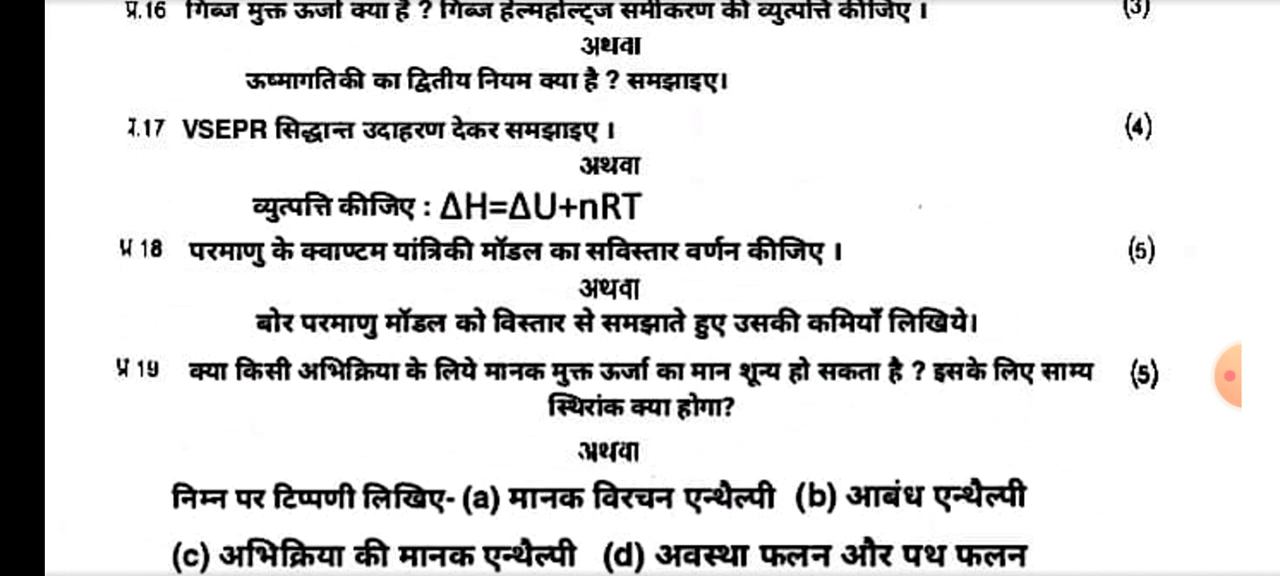 प्र.16 गिब्ज मुक्त ऊर्जा क्या है ? गिब्ज हेल्महोल्ट्ज समीकरण की व्युत्पत्ति कीजिए । (3)
अथवा
ऊष्मागतिकी का द्वितीय नियम क्या है ? समझाइए।
.17 VSEPR सिद्धान्त उदाहरण देकर समझाइए । (4)
अथवा
व्युत्पत्ति कीजिए : ΔH=ΔU+nRT
प्र 18 परमाणु के क्वाण्टम यांत्रिकी मॉडल का सविस्तार वर्णन कीजिए । (5)
अथवा
बोर परमाणु मॉडल को विस्तार से समझाते हुए उसकी कमियाँ लिखिये।
प्र 19 क्या किसी अभिक्रिया के लिये मानक मुक्त ऊर्जा का मान शून्य हो सकता है ? इसके लिए साम्य (5)
स्थिरांक क्या होगा?
अथवा
निम्न पर टिप्पणी लिखिए- (a) मानक विरचन एन्थैल्पी (b) आबंध एन्थैल्पी
(c) अभिक्रिया की मानक एन्थैल्पी (d) अवस्था फलन और पथ फलन